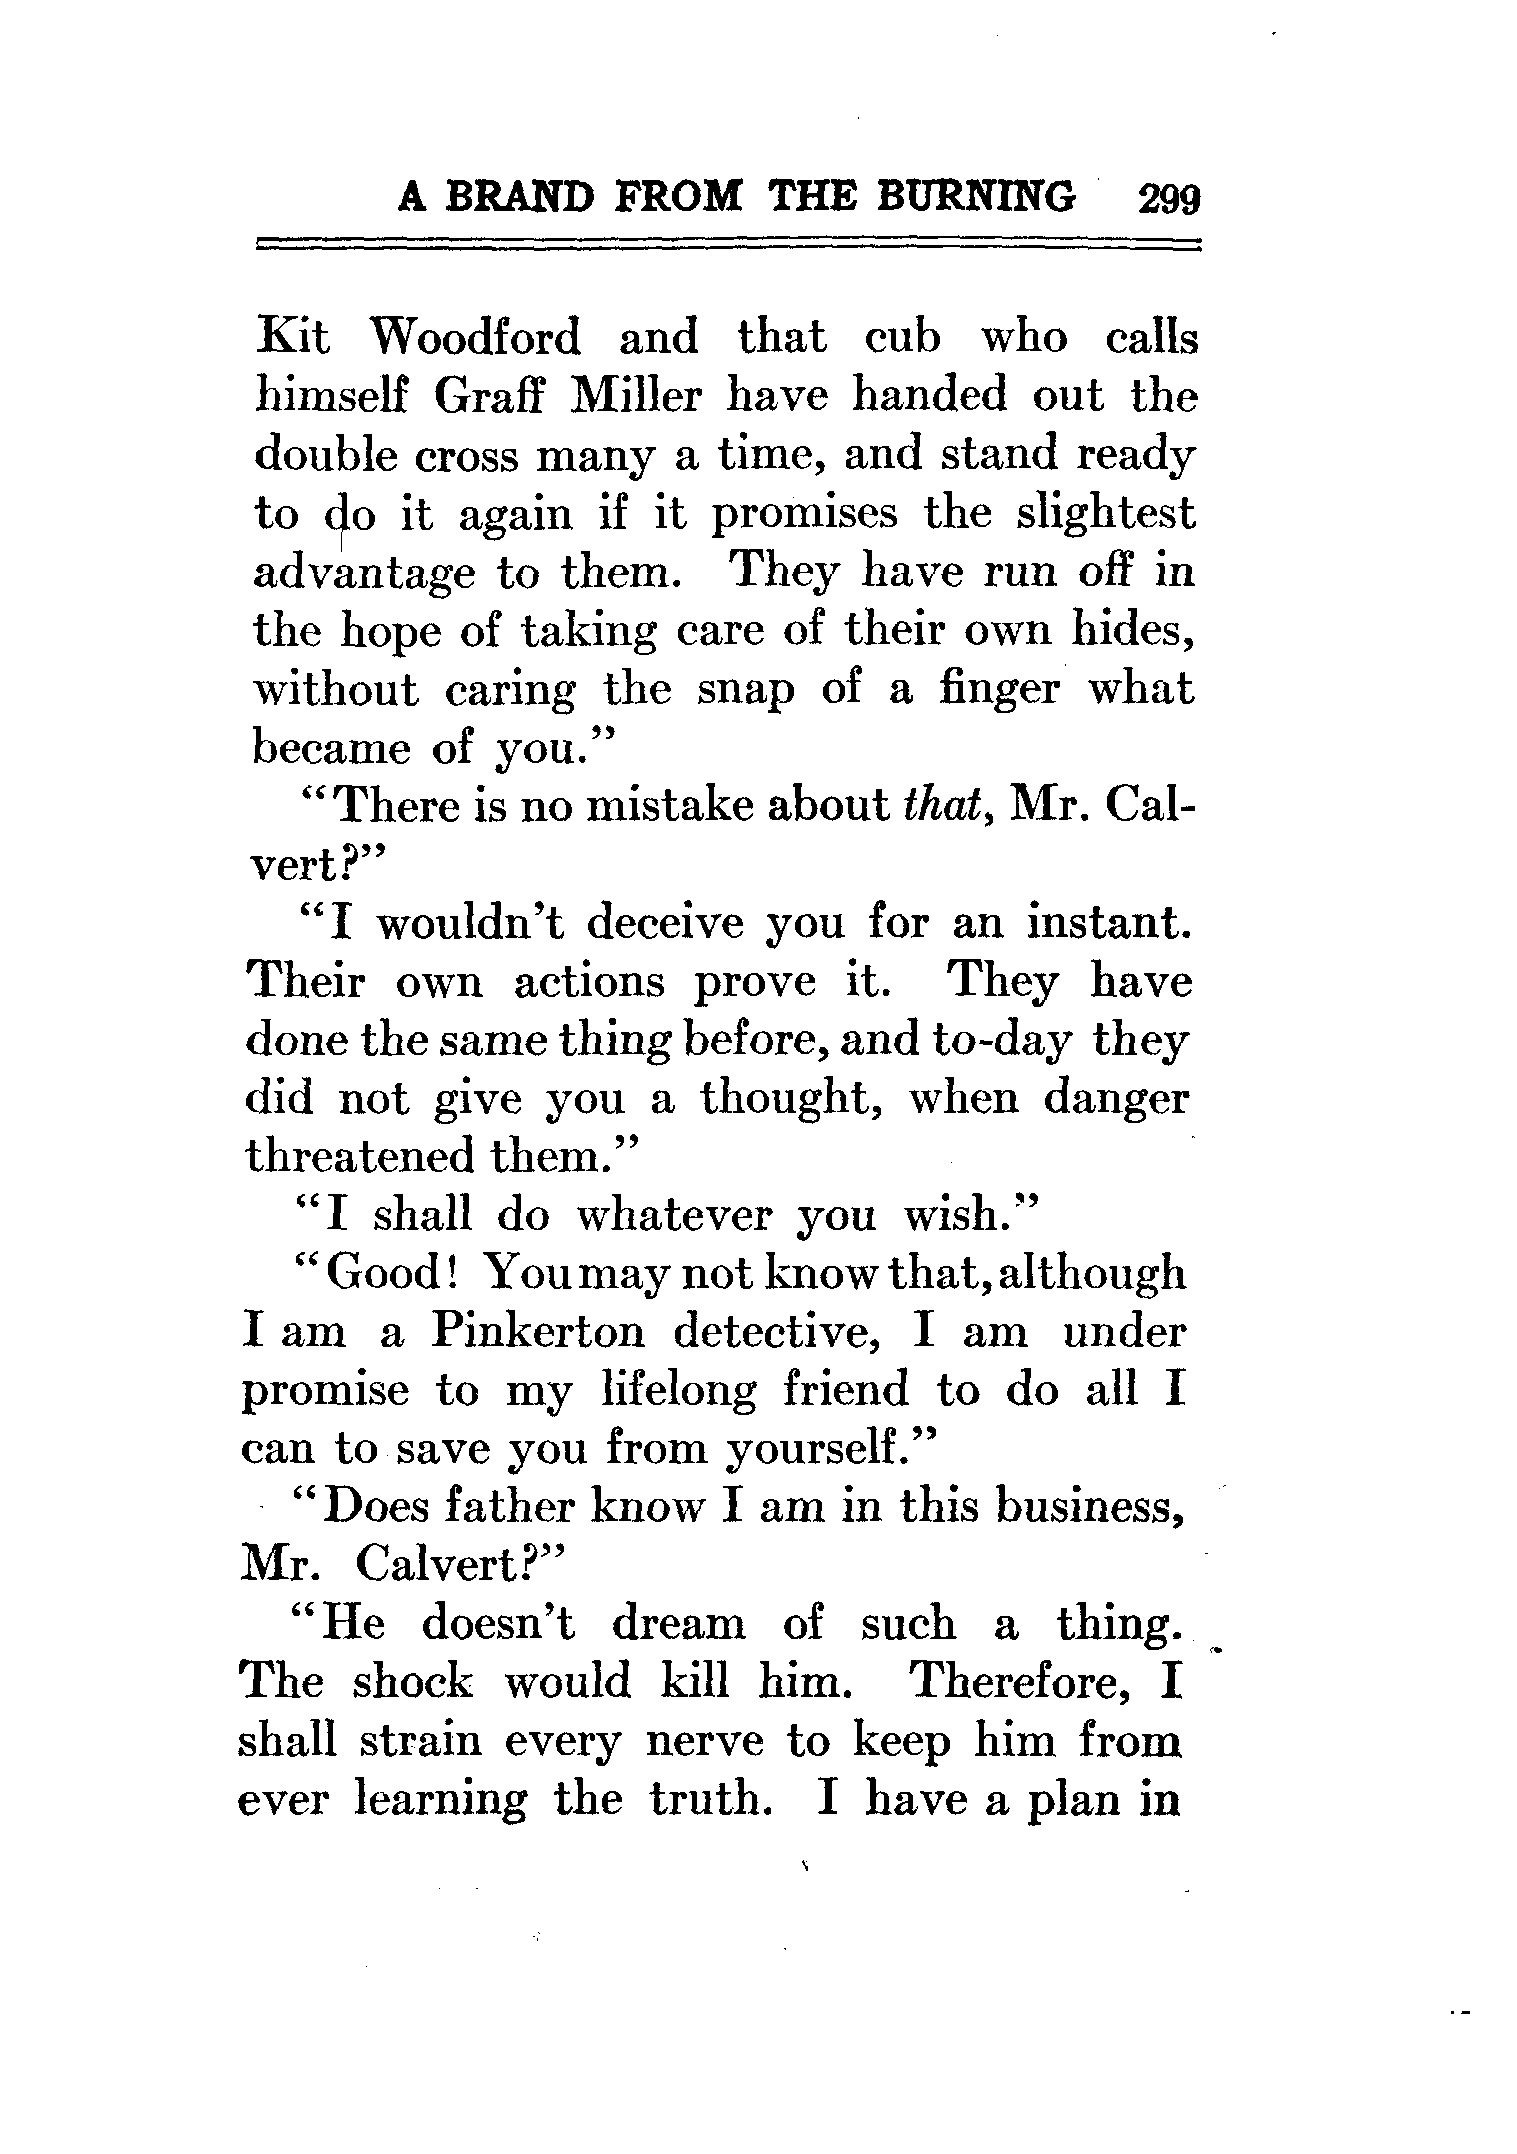 A BRAND FROM THE BURNING 299
Kit Woodford and that cub who calls
himself Graff Miller have handed out the
double cross many a time, and stand ready
to do it again if it promises the slightest
advantage to them. They have run off in
the hope of taking care of their own hides,
without caring the snap of a finger what
became of you."
"There is no mistake about that, Mr. Cal-
vert?"
"I wouldn't deceive you for an instant.
Their own actions prove it. They have
done the same thing before, and to-day they
did not give you a thought, when danger
threatened them."
"I shall do whatever you wish."
"Good! You may not know that, although
I am a Pinkerton detective, I am under
promise to my lifelong friend to do all I
can to save you from yourself."
"Does father know I am in this business,
Mr. Calvert?"
"He doesn't dream of such a thing.
The shock would kill him. Therefore, I
shall strain every nerve to keep him from
ever learning the truth. I have a plan in